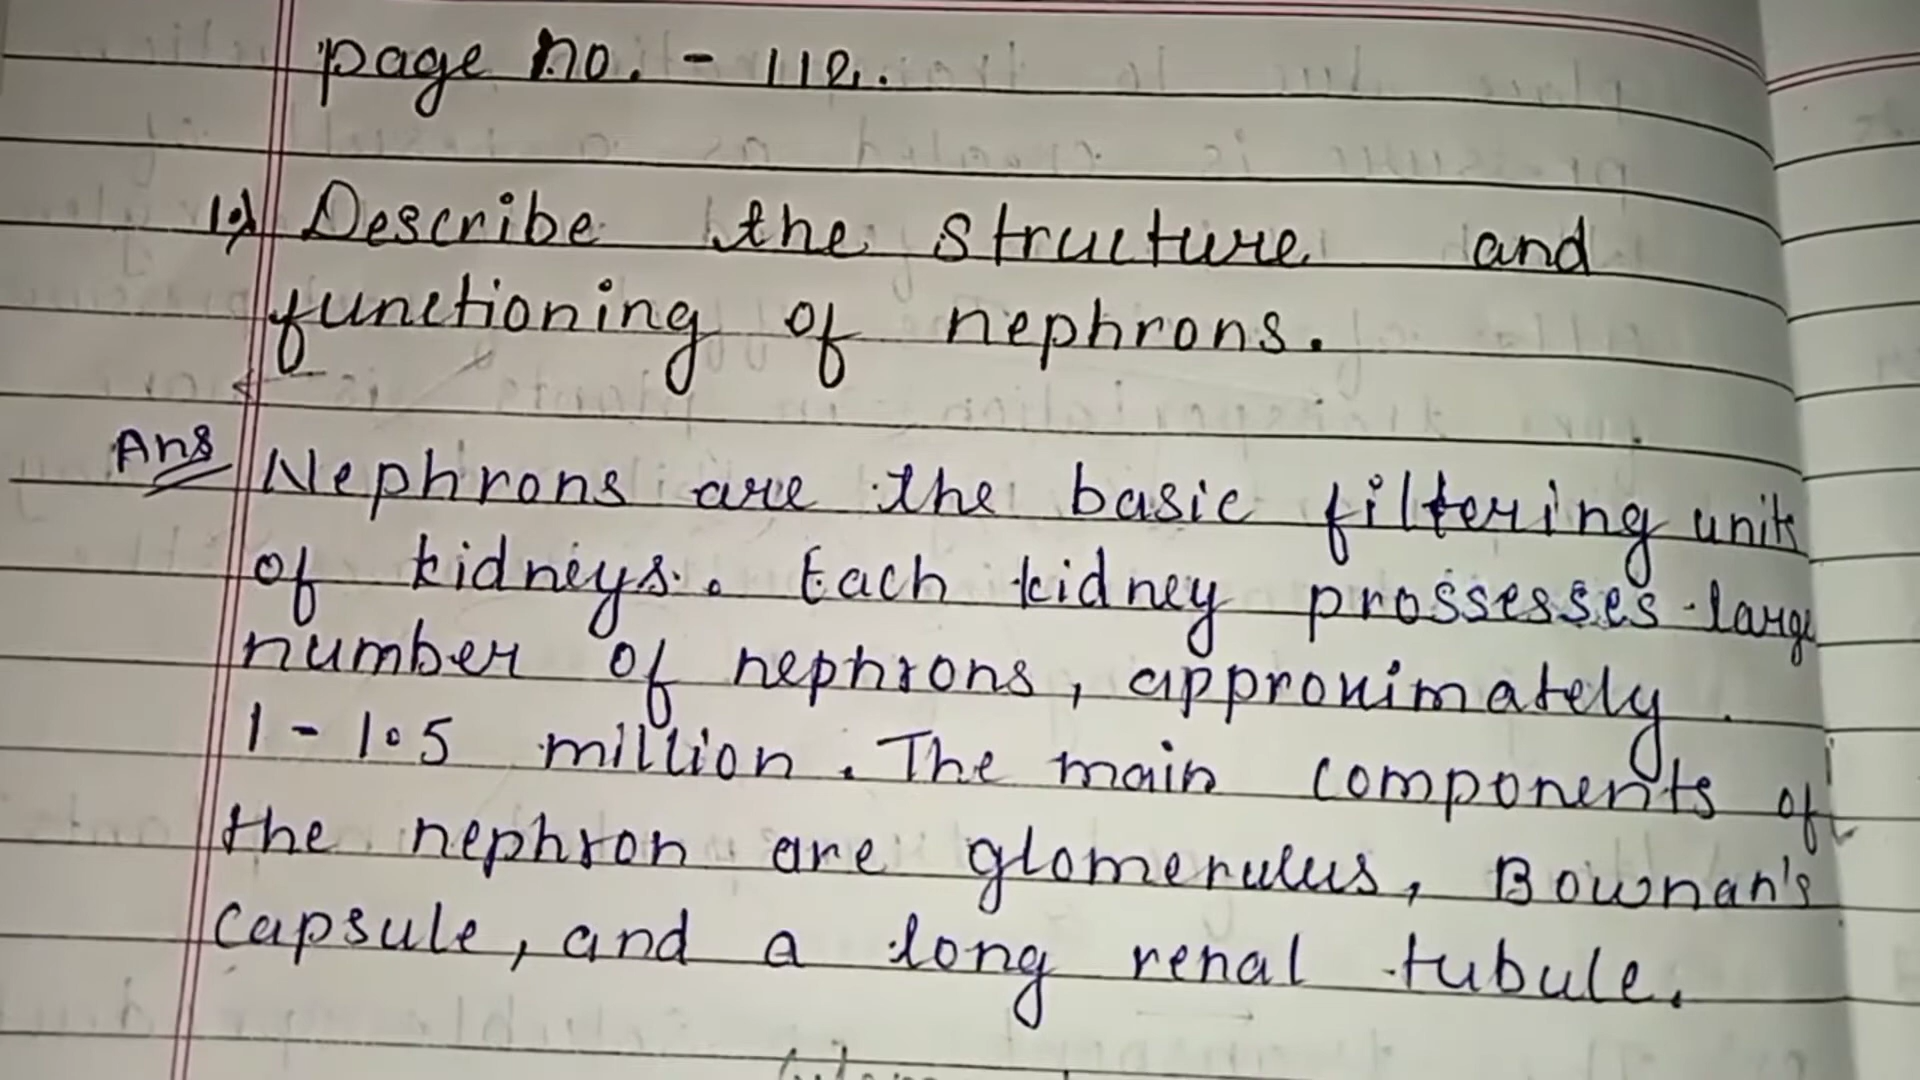 page no. - 112.
1.) Describe the structure and
functioning of nephrons.
Ans Nephrons are the basic filtering units
of kidneys. Each kidney prossesses large
number of nephrons, approximately
1 - 1.5 million. The main components of
the nephron are glomerulus, Bowman's
capsule, and a long renal tubule.